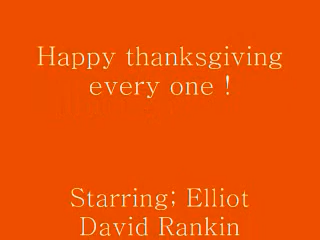 Happy thanksgiving
every one !
Starring; Elliot
David Rankin